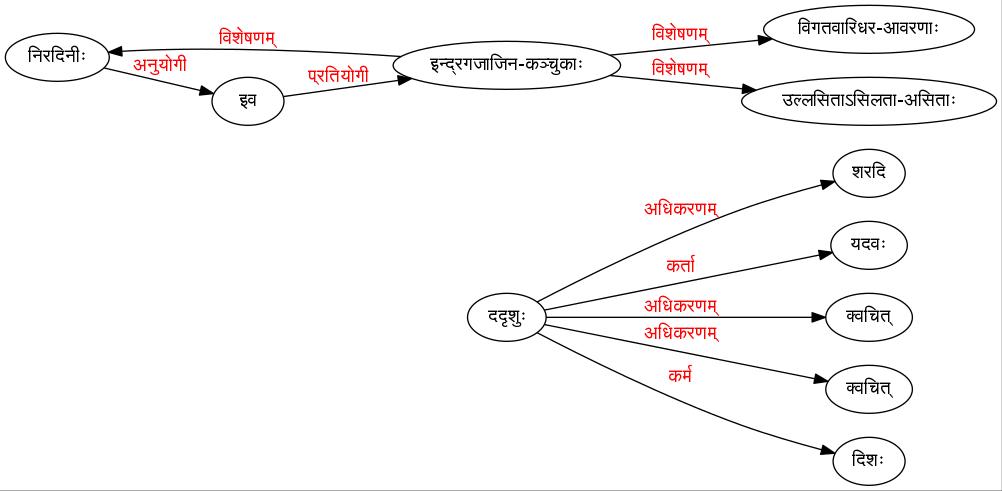 विशेषणम्
निरदिनीः
अनुयोगी
इव
प्रतियोगी
इन्द्रगजाजिन-कञ्चुकाः
विशेषणम्
विगतवारिधर-आवरणाः
विशेषणम्
उल्लसिताऽसिलता-असिताः
ददृशुः
अधिकरणम्
शरदि
कर्ता
यदवः
अधिकरणम्
क्वचित्
अधिकरणम्
क्वचित्
कर्म
दिशः